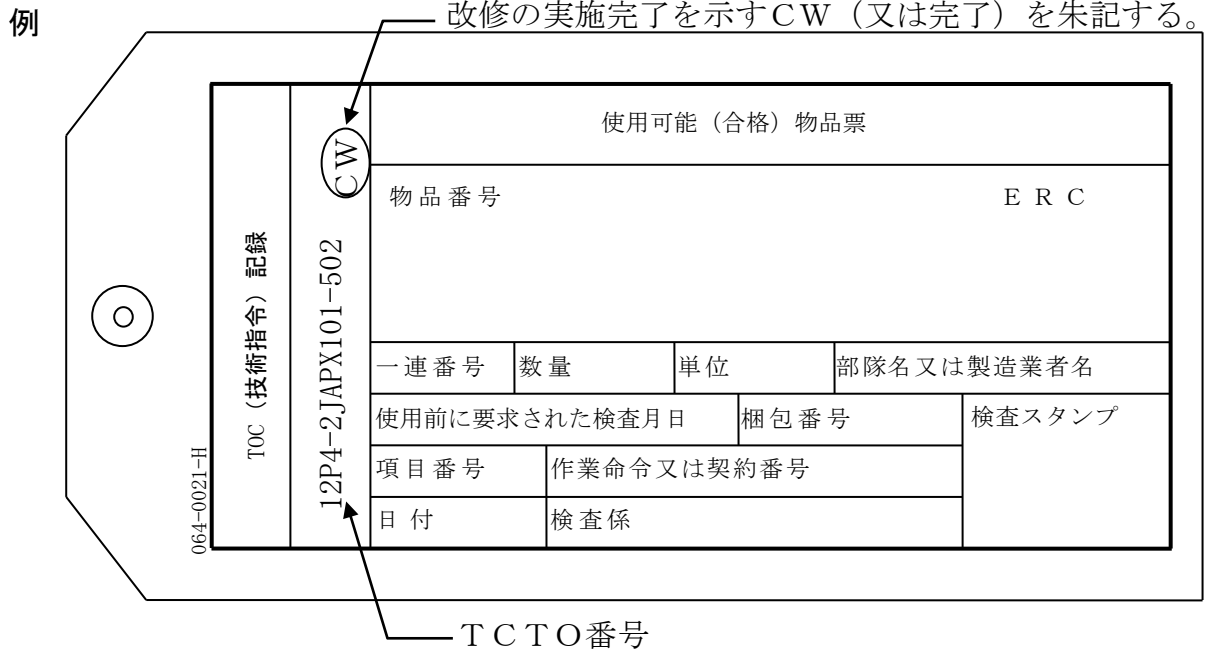 例
改修の実施完了を示すCW（又は完了）を朱記する。
064-0021-H
TOC（技術指令）記録
12P4-2JAPX101-502 CW
使用可能（合格）物品票
物品番号 ERC
一連番号 数量 単位 部隊名又は製造業者名
使用前に要求された検査月日 梱包番号 検査スタンプ
項目番号 作業命令又は契約番号
日付 検査係
TCTO番号